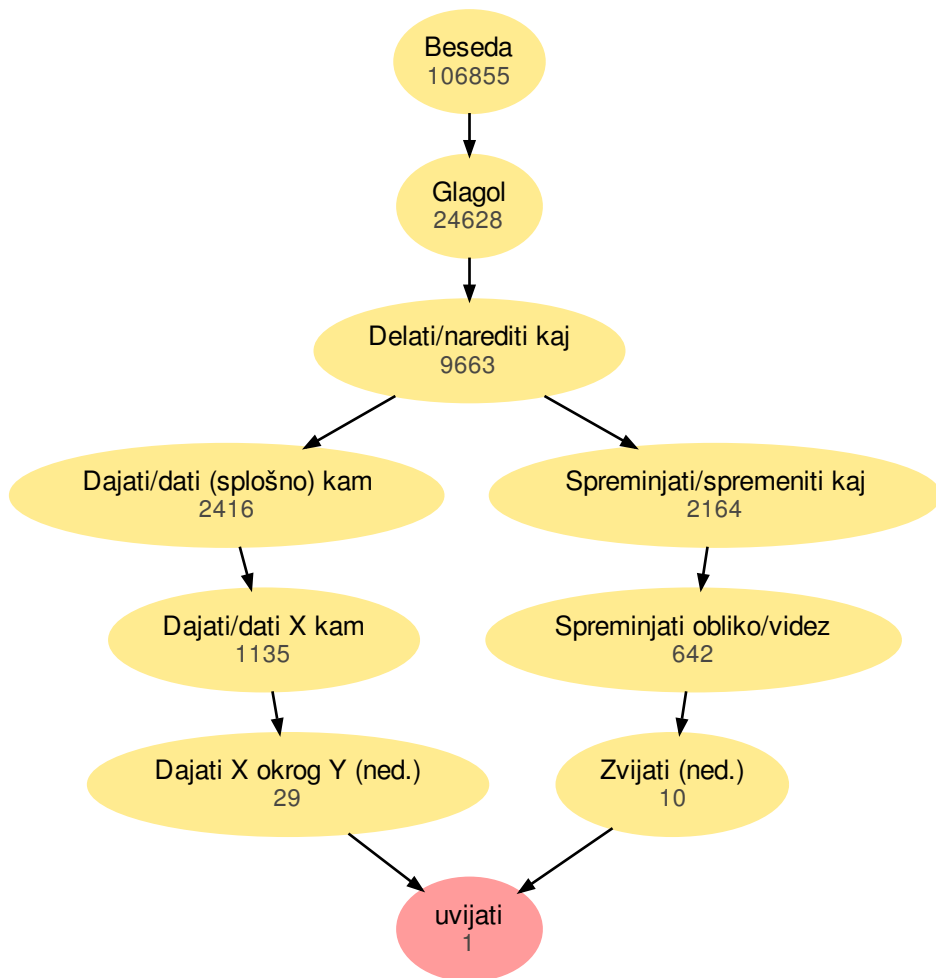 Beseda
106855
Glagol
24628
Delati/narediti kaj
9663
Dajati/dati (splošno) kam
2416
Spreminjati/spremeniti kaj
2164
Dajati/dati X kam
1135
Spreminjati obliko/videz
642
Dajati X okrog Y (ned.)
29
Zvijati (ned.)
10
uvijati
1